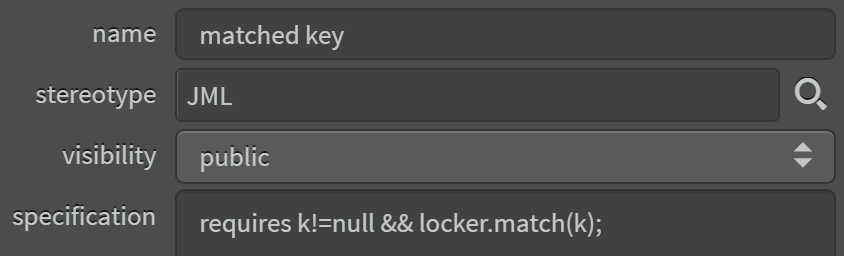 name matched key
stereotype JML
visibility public
specification requires k!=null && locker.match(k);